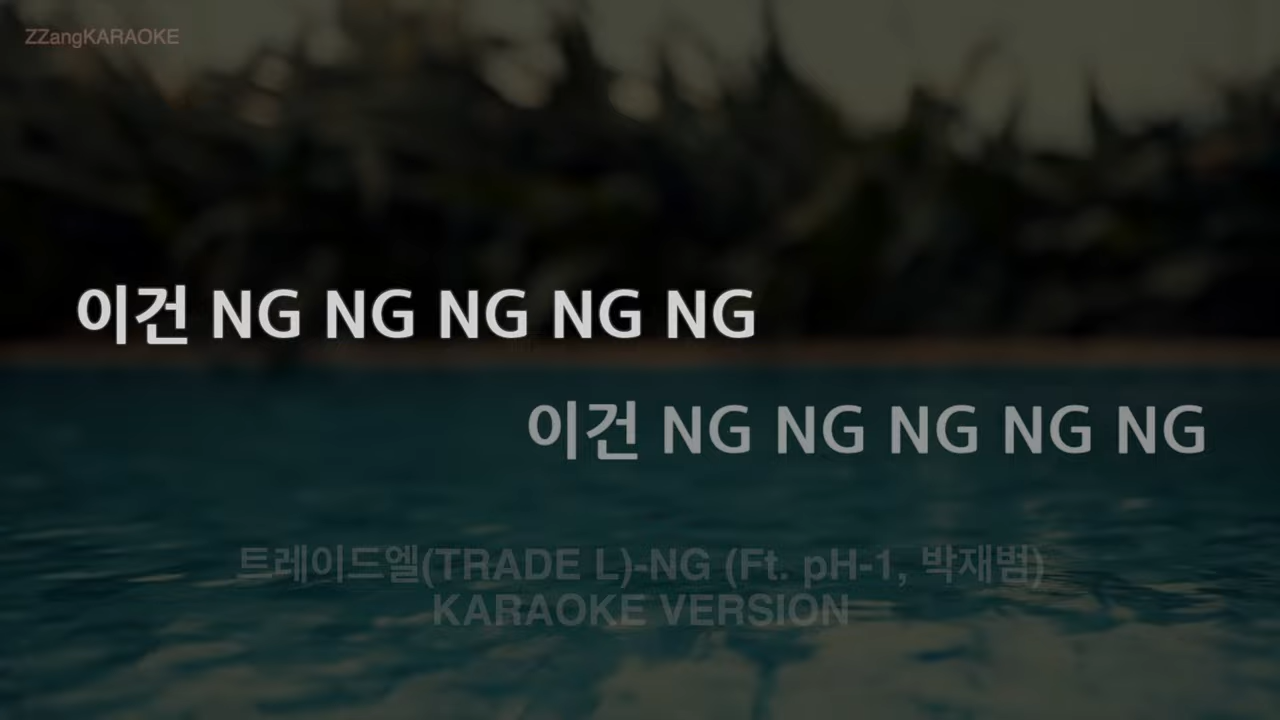 ZZangKARAOKE
이건 NG NG NG NG NG
이건 NG NG NG NG NG
트레이드엘(TRADE L)-NG (Ft. pH-1, 박재범)
KARAOKE VERSION